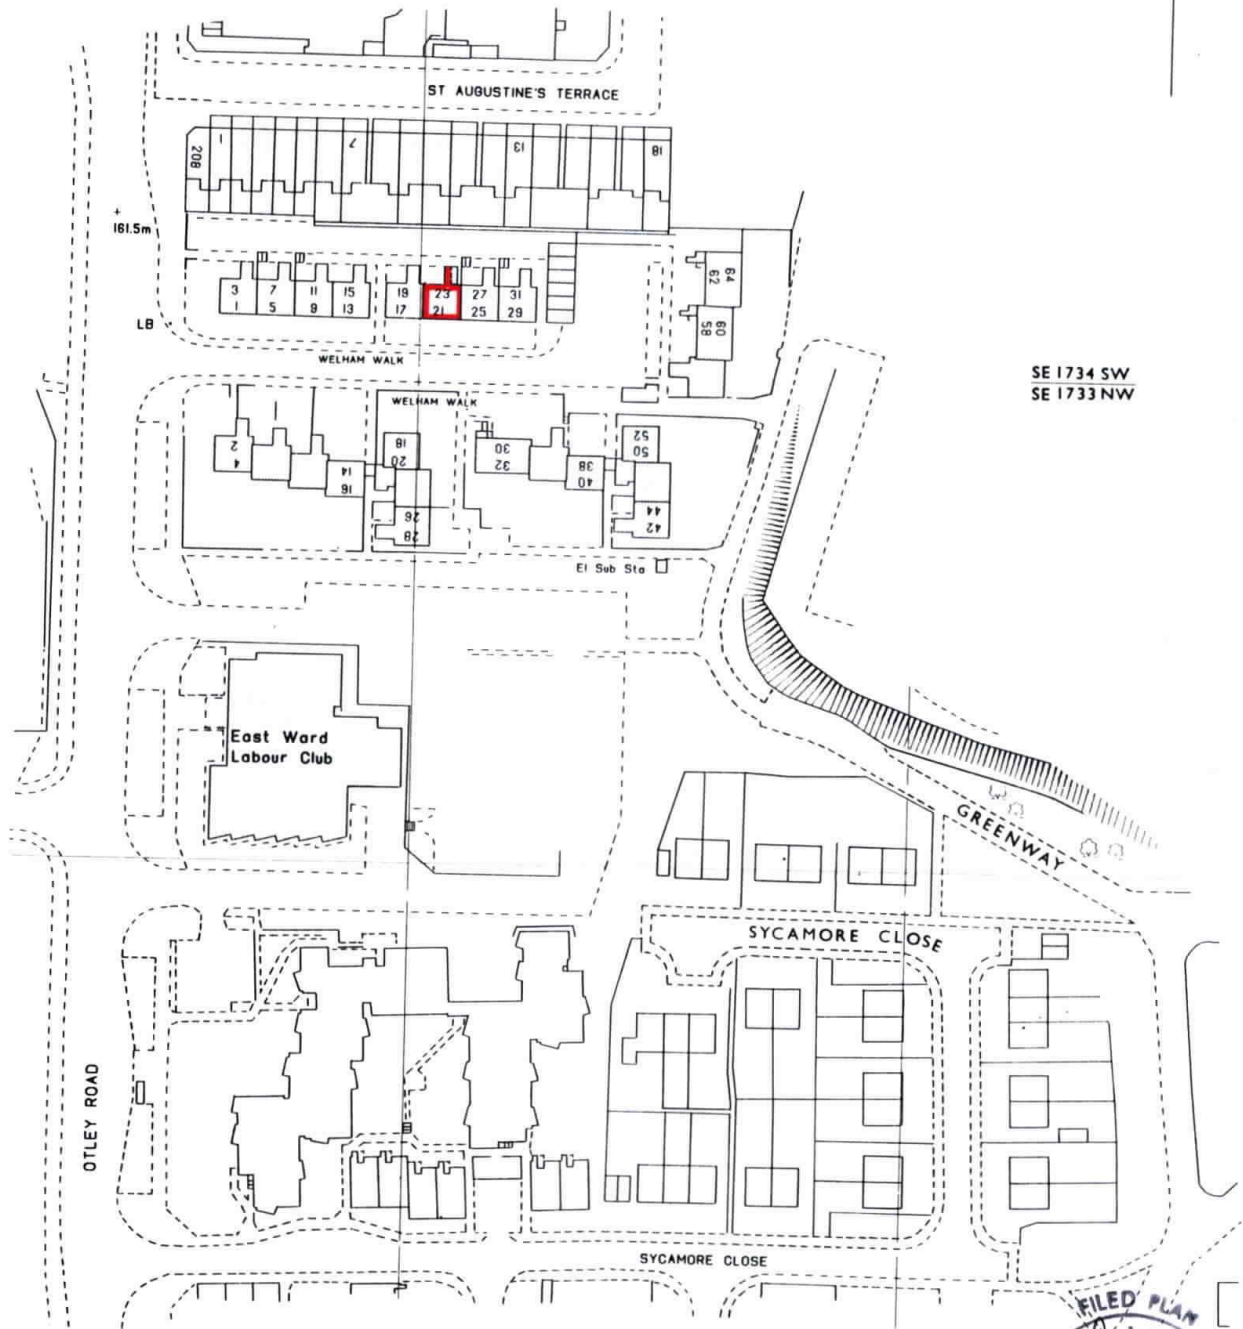 ST AUGUSTINE'S TERRACE
208
1
7
13
18
161.5m
3 7 11 15 19 23 27 31
1 5 9 13 17 21 25 29
64
62
60
58
LB
WELHAM WALK
SE 1734 SW
SE 1733 NW
WELHAM WALK
2
4
14
16
18
20
26
28
30
32
38
40
52
50
44
42
El Sub Sta
East Ward
Labour Club
GREENWAY
SYCAMORE CLOSE
OTLEY ROAD
SYCAMORE CLOSE
FILED PLAN